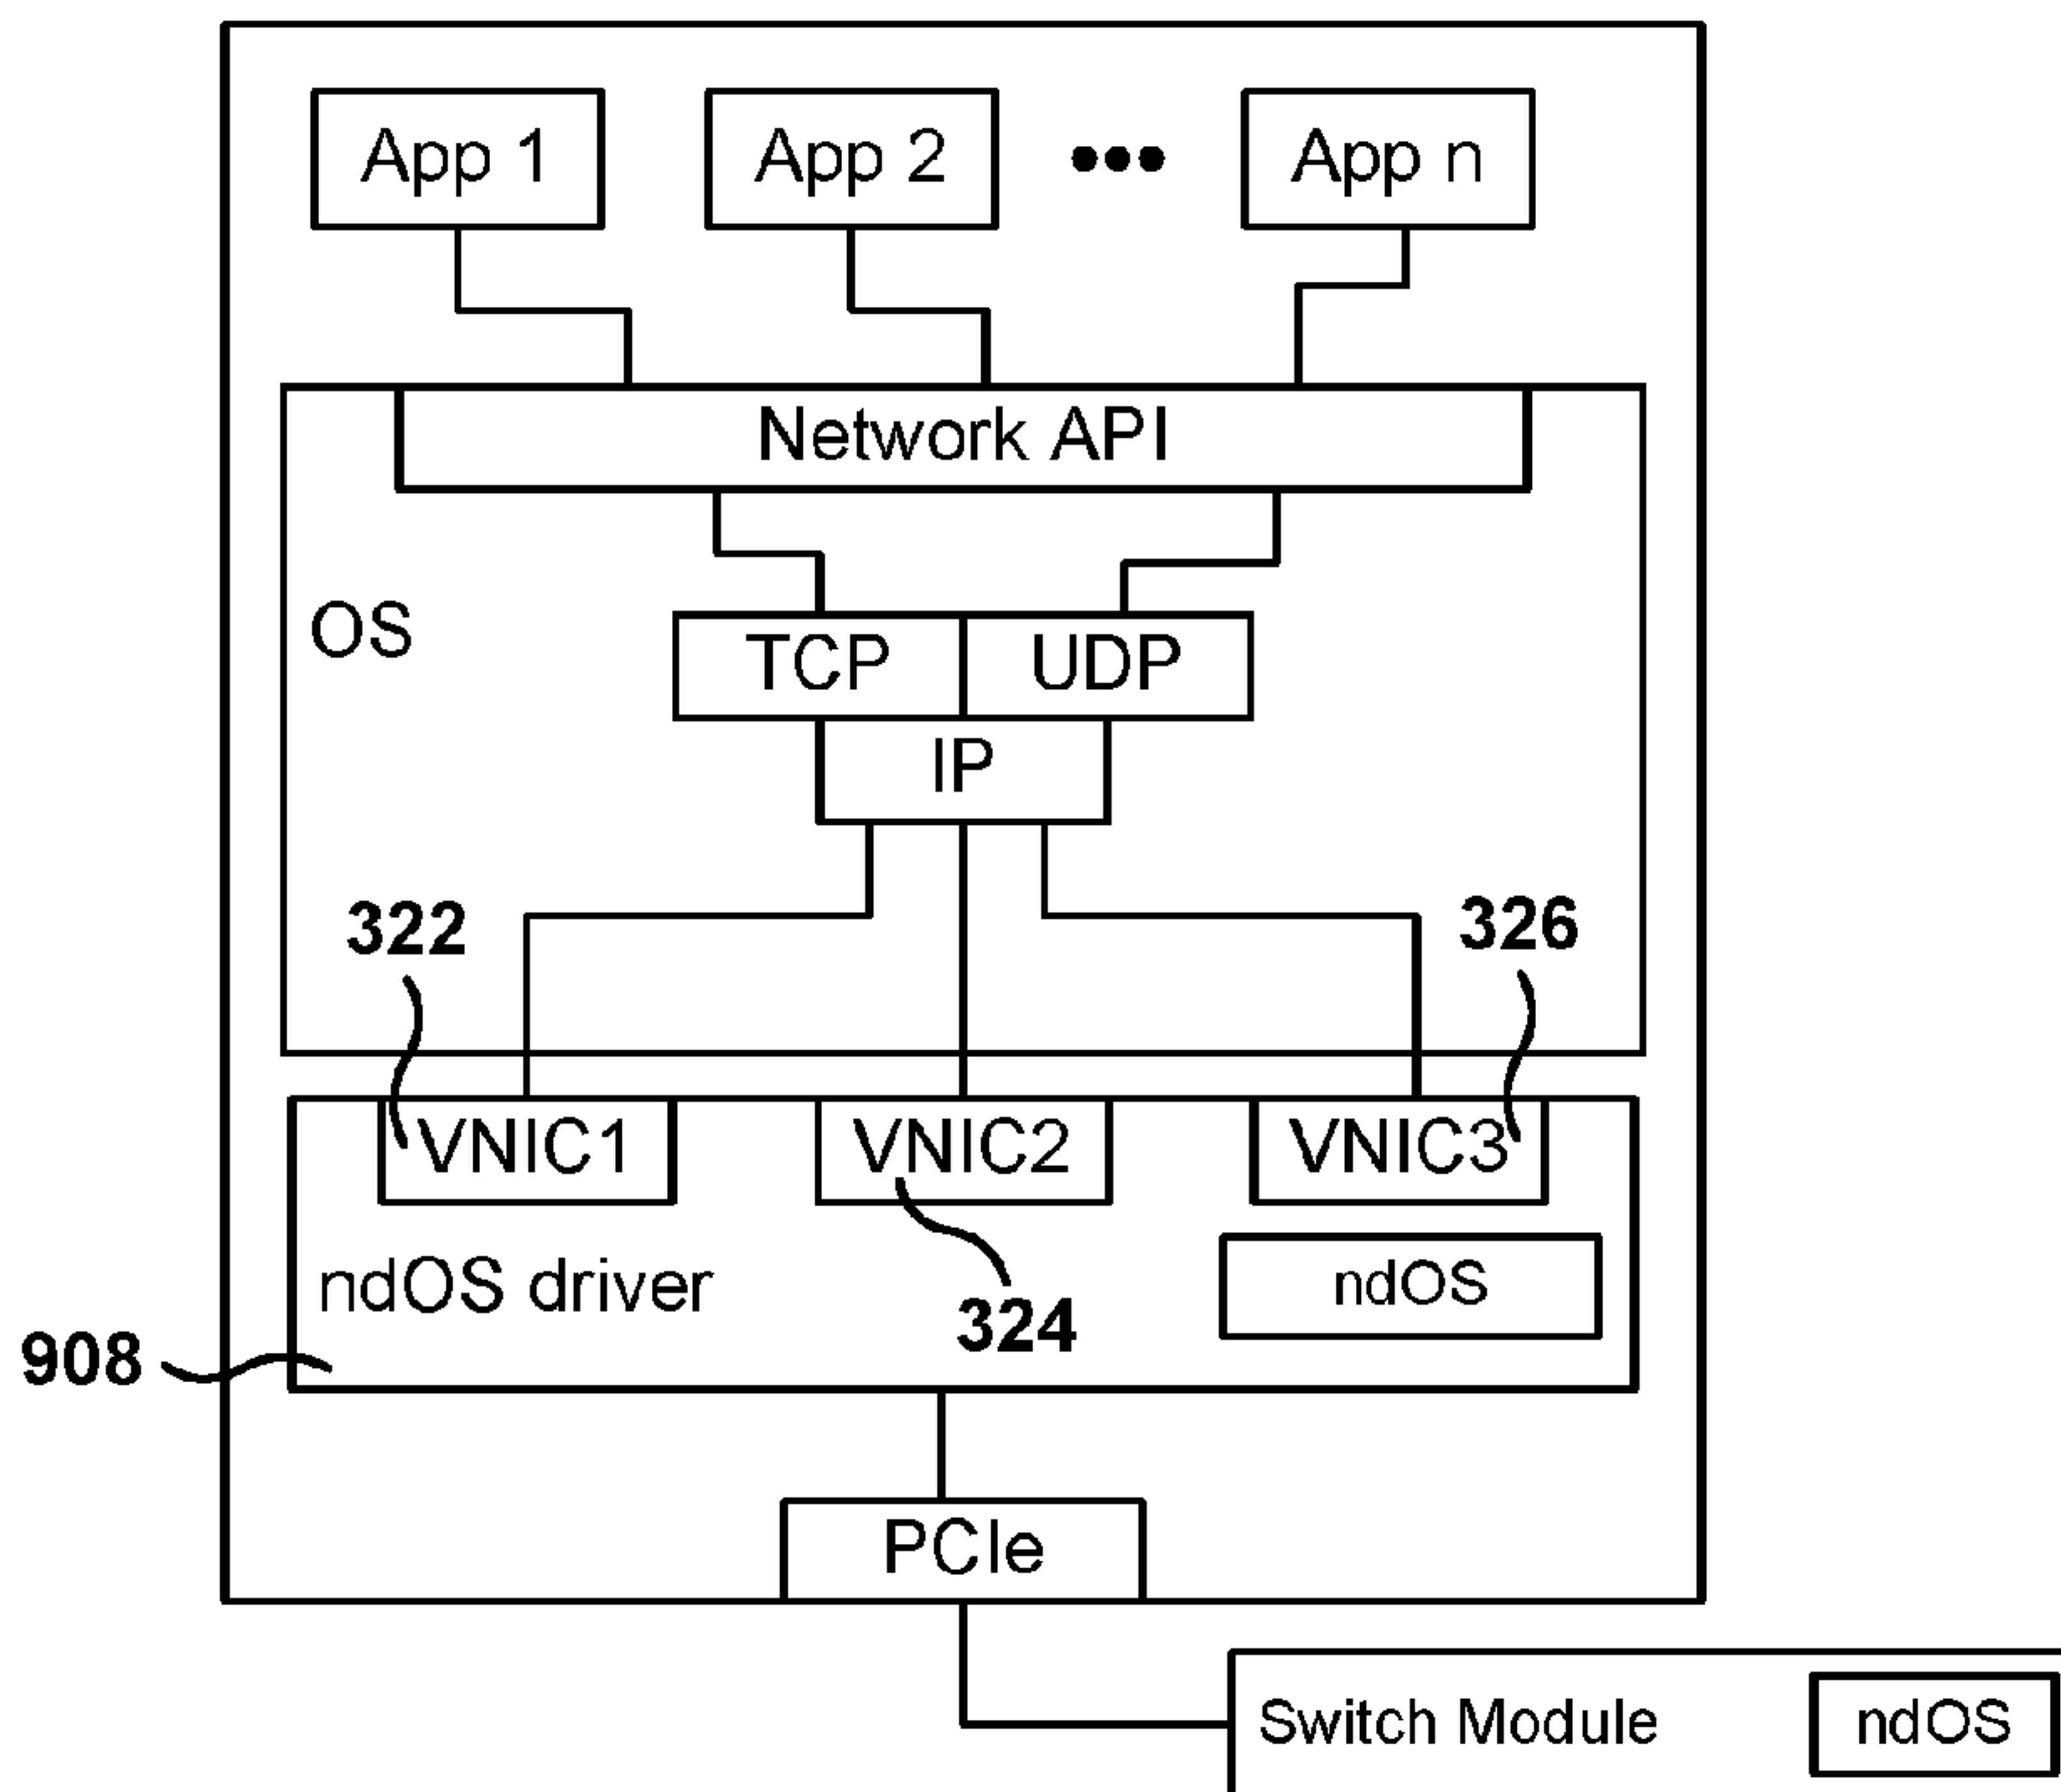 App 1
App 2
●●●
App n
Network API
OS
TCP
UDP
IP
322
326
VNIC1
VNIC2
VNIC3
ndOS driver
ndOS
324
908
PCIe
Switch Module
ndOS